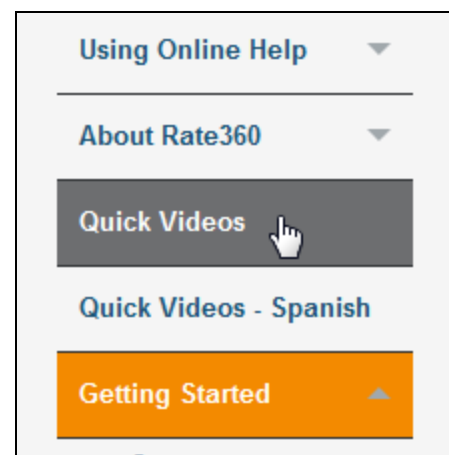 Using Online Help
About Rate360
Quick Videos
Quick Videos - Spanish
Getting Started